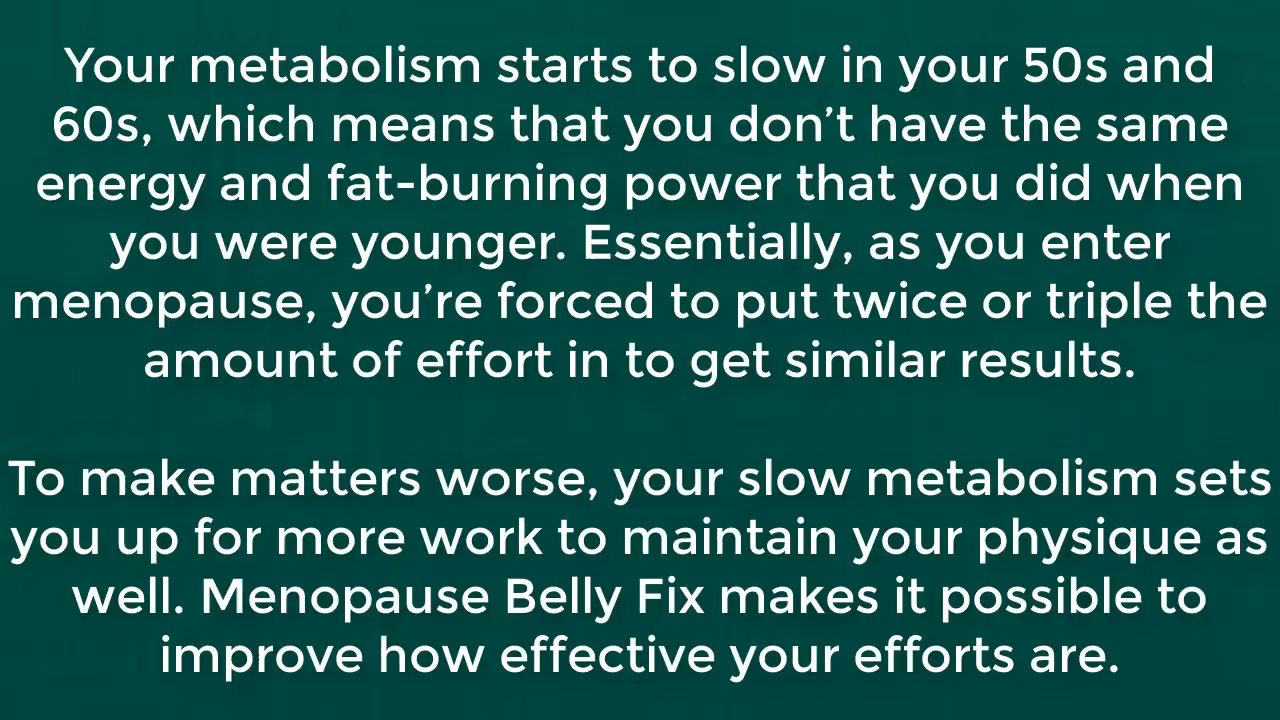 Your metabolism starts to slow in your 50s and
60s, which means that you don’t have the same
energy and fat-burning power that you did when
you were younger. Essentially, as you enter
menopause, you’re forced to put twice or triple the
amount of effort in to get similar results.
To make matters worse, your slow metabolism sets
you up for more work to maintain your physique as
well. Menopause Belly Fix makes it possible to
improve how effective your efforts are.